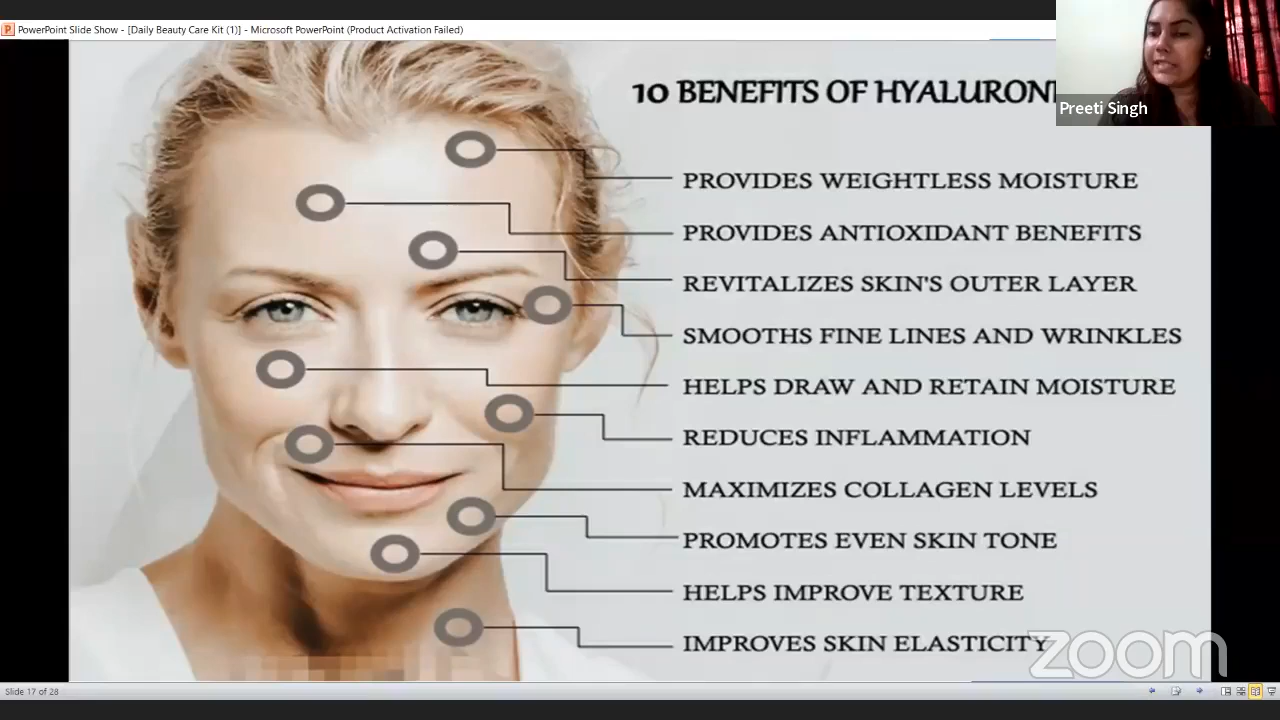 PowerPoint Slide Show - [Daily Beauty Care Kit (1)] - Microsoft PowerPoint (Product Activation Failed)
Preeti Singh
10 BENEFITS OF HYALURON
PROVIDES WEIGHTLESS MOISTURE
PROVIDES ANTIOXIDANT BENEFITS
REVITALIZES SKIN'S OUTER LAYER
SMOOTHS FINE LINES AND WRINKLES
HELPS DRAW AND RETAIN MOISTURE
REDUCES INFLAMMATION
MAXIMIZES COLLAGEN LEVELS
PROMOTES EVEN SKIN TONE
HELPS IMPROVE TEXTURE
IMPROVES SKIN ELASTICITY
zoom
Slide 17 of 28